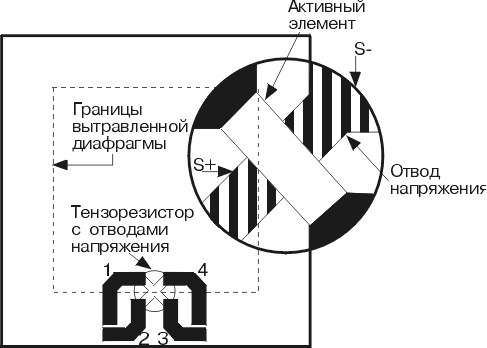 Активный
элемент
S-
Границы
вытравленной
диафрагмы
S+
Отвод
напряжения
Тензорезистор
с отводами
напряжения
1
4
2 3